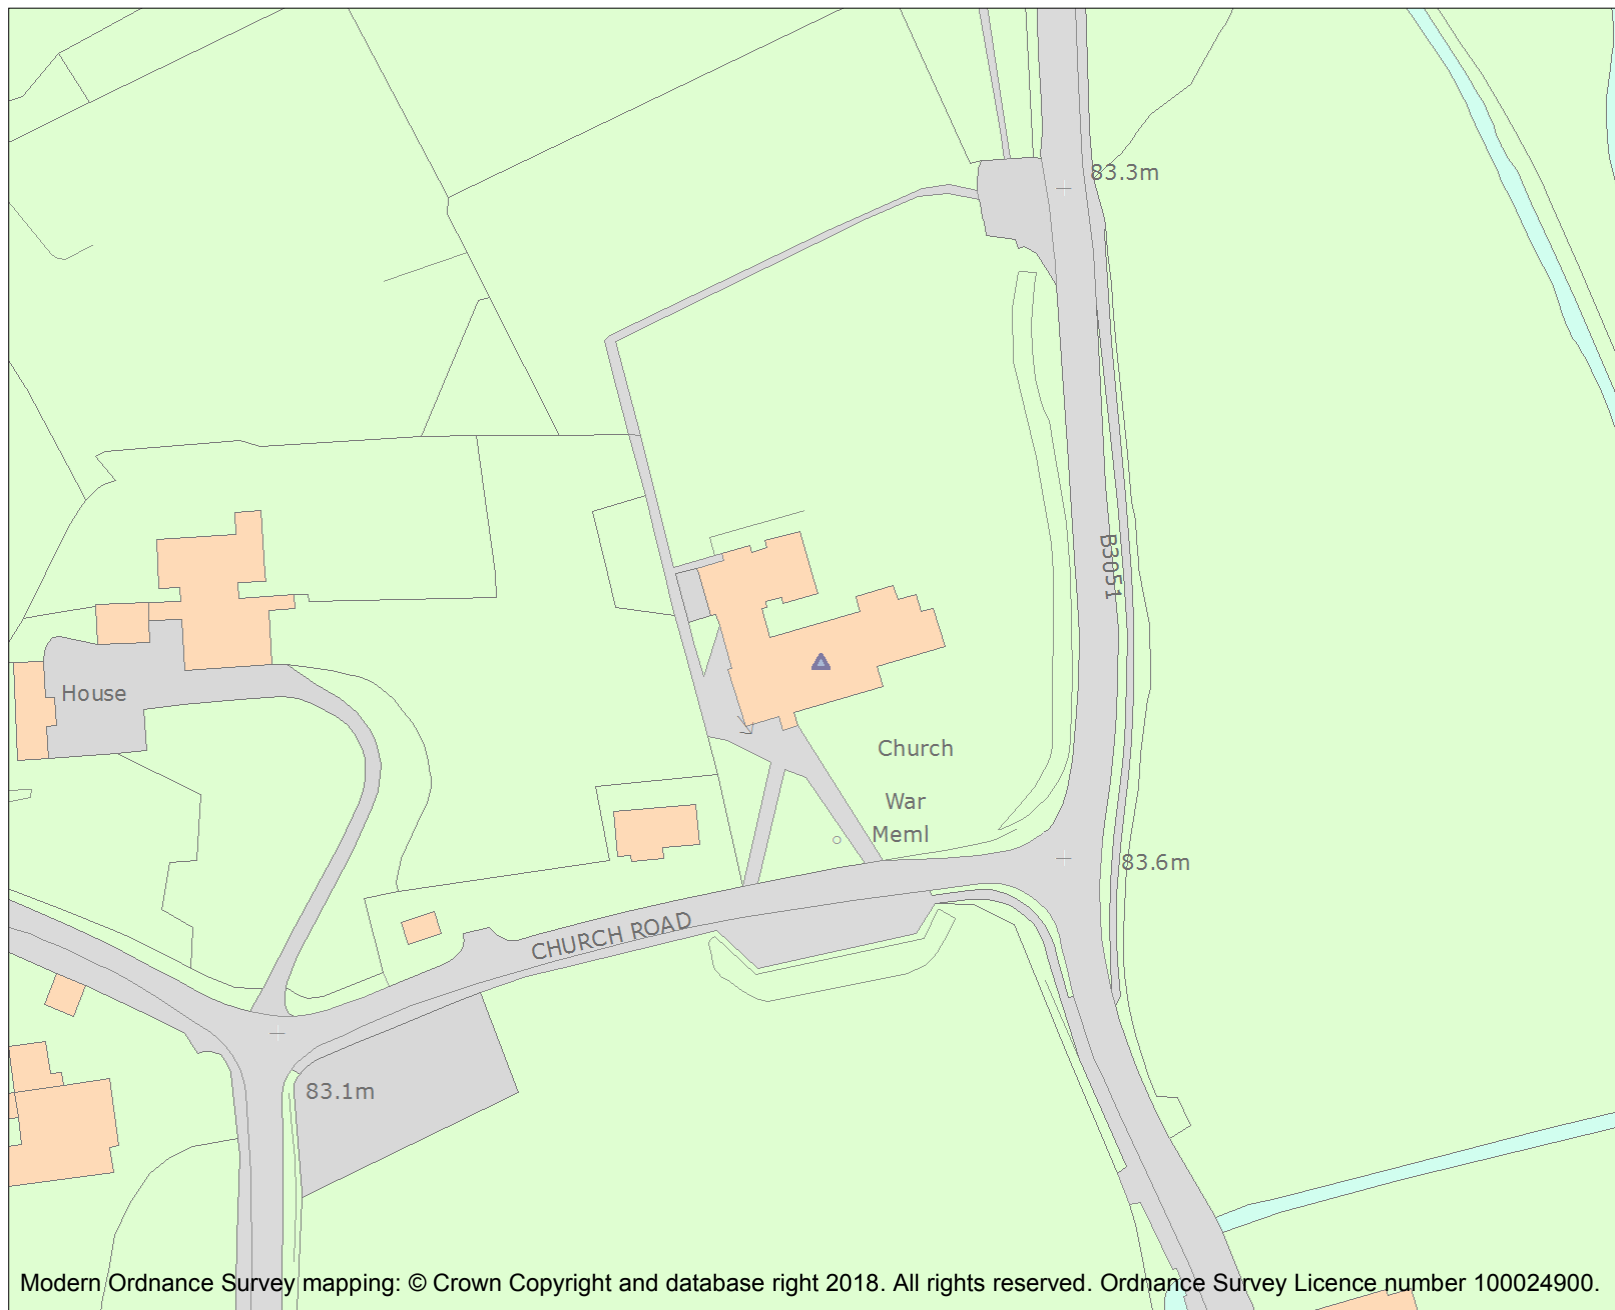 83.3m
B3051
House
Church
War
Meml
83.6m
CHURCH ROAD
83.1m
Modern Ordnance Survey mapping: © Crown Copyright and database right 2018. All rights reserved. Ordnance Survey Licence number 100024900.